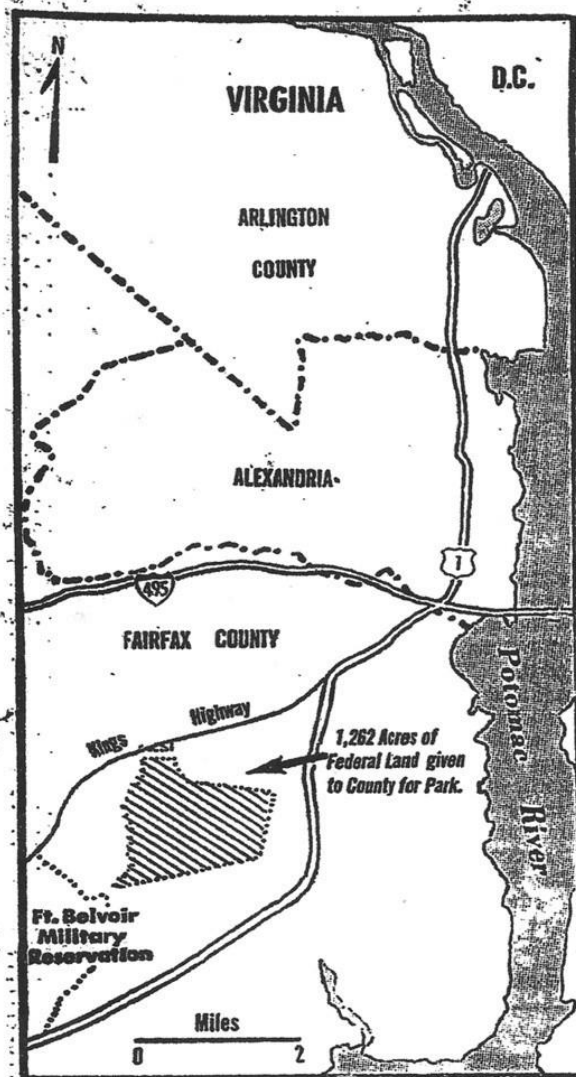 N
D.C.
VIRGINIA
ARLINGTON
COUNTY
ALEXANDRIA
1
495
FAIRFAX COUNTY
Kings Highway
1,262 Acres of
Federal Land given
to County for Park.
Potomac River
Ft. Belvoir
Military
Reservation
Miles
0 2